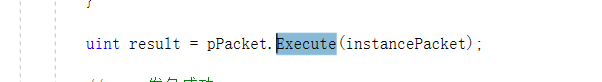 }
uint result = pPacket.Execute(instancePacket);